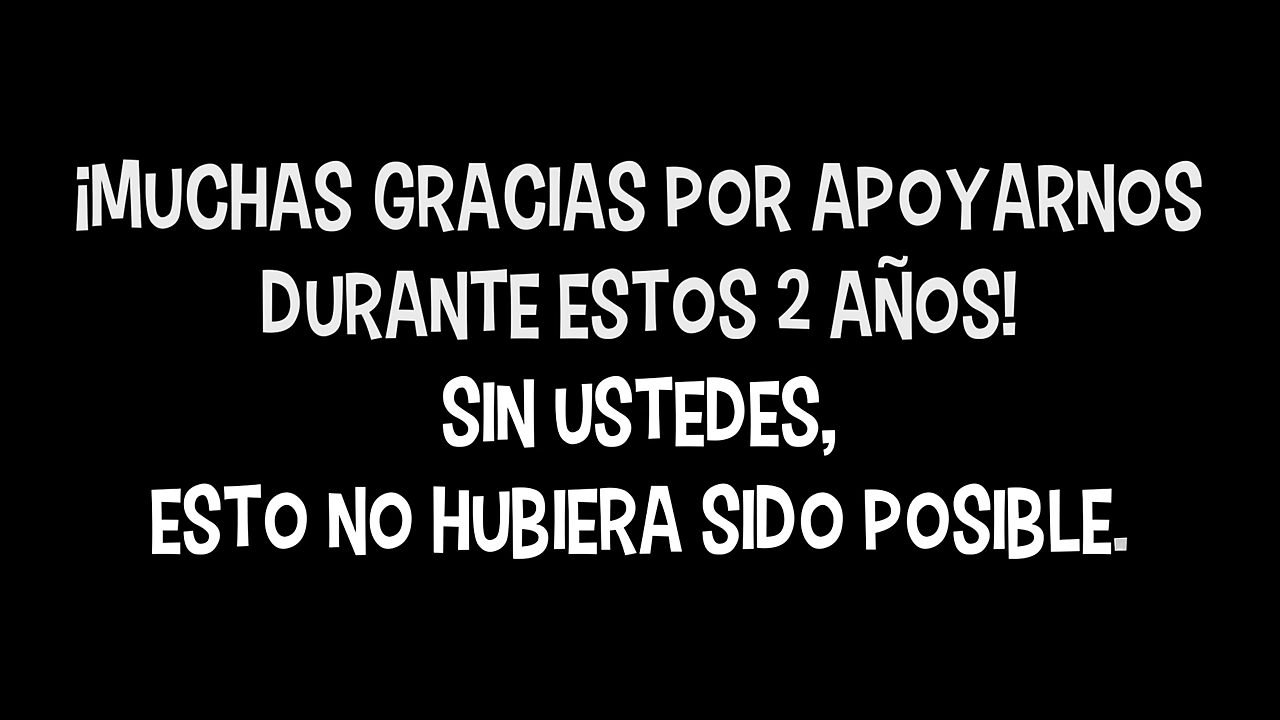 ¡MUCHAS GRACIAS POR APOYARNOS
DURANTE ESTOS 2 AÑOS!
SIN USTEDES,
ESTO NO HUBIERA SIDO POSIBLE.